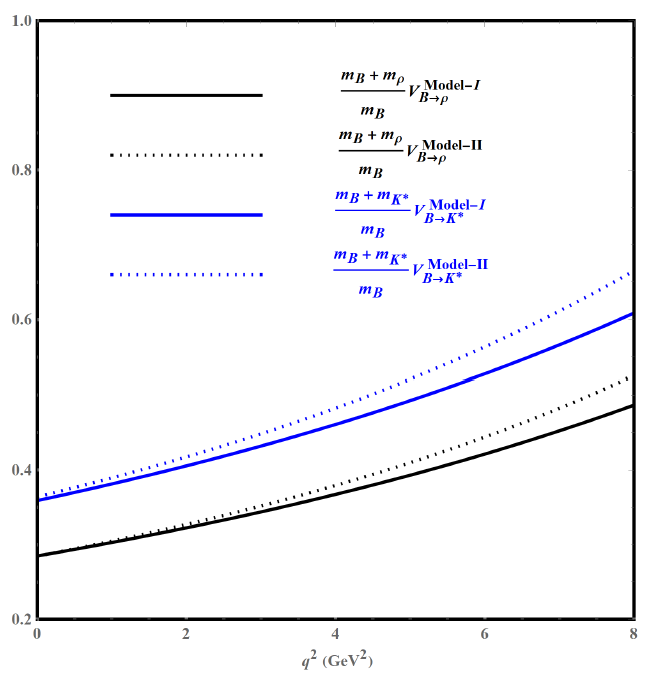 1.0
0.8
0.6
0.4
0.2
m_B + m_ρ / m_B V_{B→ρ}^{Model-I}
m_B + m_ρ / m_B V_{B→ρ}^{Model-II}
m_B + m_{K*} / m_B V_{B→K*}^{Model-I}
m_B + m_{K*} / m_B V_{B→K*}^{Model-II}
0 2 4 6 8
q² (GeV²)